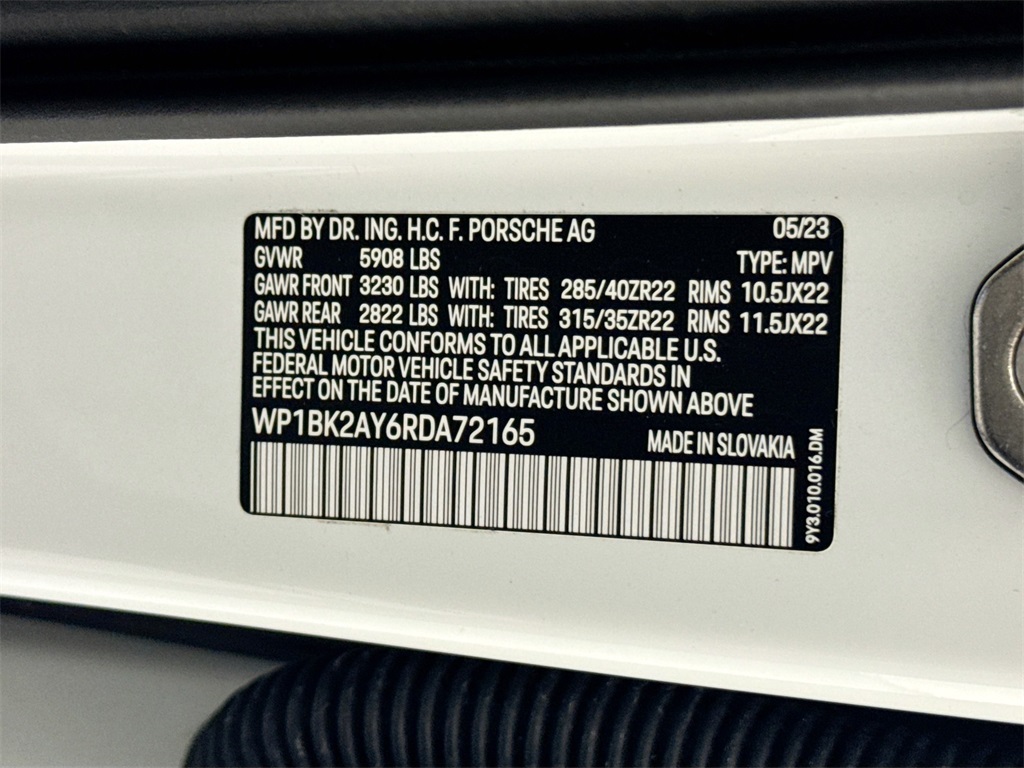 MFD BY DR. ING. H.C. F. PORSCHE AG 05/23
GVWR 5908 LBS TYPE: MPV
GAWR FRONT 3230 LBS WITH: TIRES 285/40ZR22 RIMS 10.5JX22
GAWR REAR 2822 LBS WITH: TIRES 315/35ZR22 RIMS 11.5JX22
THIS VEHICLE CONFORMS TO ALL APPLICABLE U.S.
FEDERAL MOTOR VEHICLE SAFETY STANDARDS IN
EFFECT ON THE DATE OF MANUFACTURE SHOWN ABOVE
WP1BK2AY6RDA72165 MADE IN SLOVAKIA
9Y3.010.016.DM